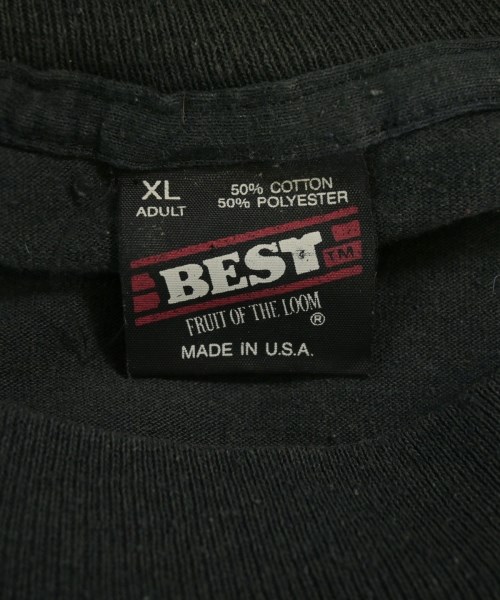 XL
ADULT
50% COTTON
50% POLYESTER
BEST TM
FRUIT OF THE LOOM ®
MADE IN U.S.A.